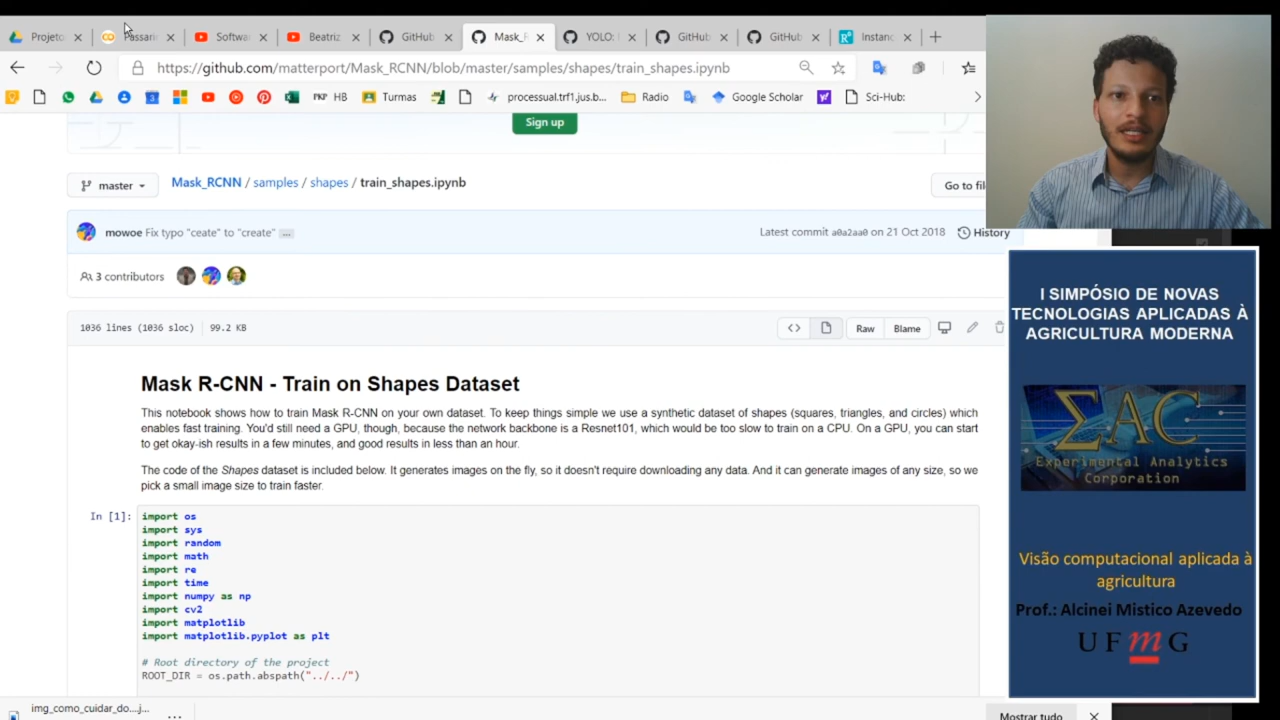 Projeto
Passari
Softwa
Beatriz
GitHub
Mask_R
YOLO:
GitHub
GitHub
Instanc
https://github.com/matterport/Mask_RCNN/blob/master/samples/shapes/train_shapes.ipynb
PKP HB
Turmas
processual.trf1.jus.b...
Radio
Google Scholar
Sci-Hub:
Sign up
master
Mask_RCNN / samples / shapes / train_shapes.ipynb
Go to fil
mowoe Fix typo "ceate" to "create" ...
Latest commit a0a2aa0 on 21 Oct 2018
History
3 contributors
1036 lines (1036 sloc) 99.2 KB
Raw
Blame
Mask R-CNN - Train on Shapes Dataset
This notebook shows how to train Mask R-CNN on your own dataset. To keep things simple we use a synthetic dataset of shapes (squares, triangles, and circles) which
enables fast training. You'd still need a GPU, though, because the network backbone is a Resnet101, which would be too slow to train on a CPU. On a GPU, you can start
to get okay-ish results in a few minutes, and good results in less than an hour.
The code of the Shapes dataset is included below. It generates images on the fly, so it doesn't require downloading any data. And it can generate images of any size, so we
pick a small image size to train faster.
In [1]:
import os
import sys
import random
import math
import re
import time
import numpy as np
import cv2
import matplotlib
import matplotlib.pyplot as plt
# Root directory of the project
ROOT_DIR = os.path.abspath("../../")
img_como_cuidar_do....j...
Mostrar tudo
I SIMPÓSIO DE NOVAS
TECNOLOGIAS APLICADAS À
AGRICULTURA MODERNA
ΣAC
Experimental Analytics
Corporation
Visão computacional aplicada à
agricultura
Prof.: Alcinei Mistico Azevedo
UFmG